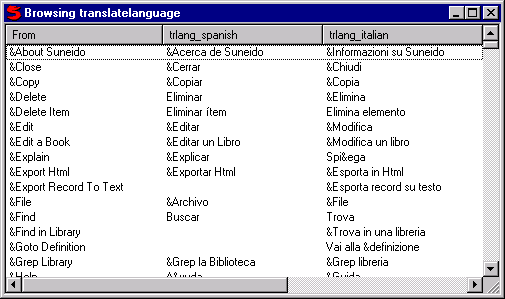 Browsing translatelanguage
From trlang_spanish trlang_italian
&About Suneido &Acerca de Suneido &Informazioni su Suneido
&Close &Cerrar &Chiudi
&Copy &Copiar &Copia
&Delete Eliminar &Elimina
&Delete Item Eliminar ítem Elimina elemento
&Edit &Editar &Modifica
&Edit a Book &Editar un Libro &Modifica un libro
&Explain &Explicar Spi&ega
&Export Html &Exportar Html &Esporta in Html
&Export Record To Text &Esporta record su testo
&File &Archivo &File
&Find Buscar Trova
&Find in Library &Trova in una libreria
&Goto Definition Vai alla &definizione
&Grep Library &Grep la Biblioteca &Grep libreria
&Help A&yuda &Guida